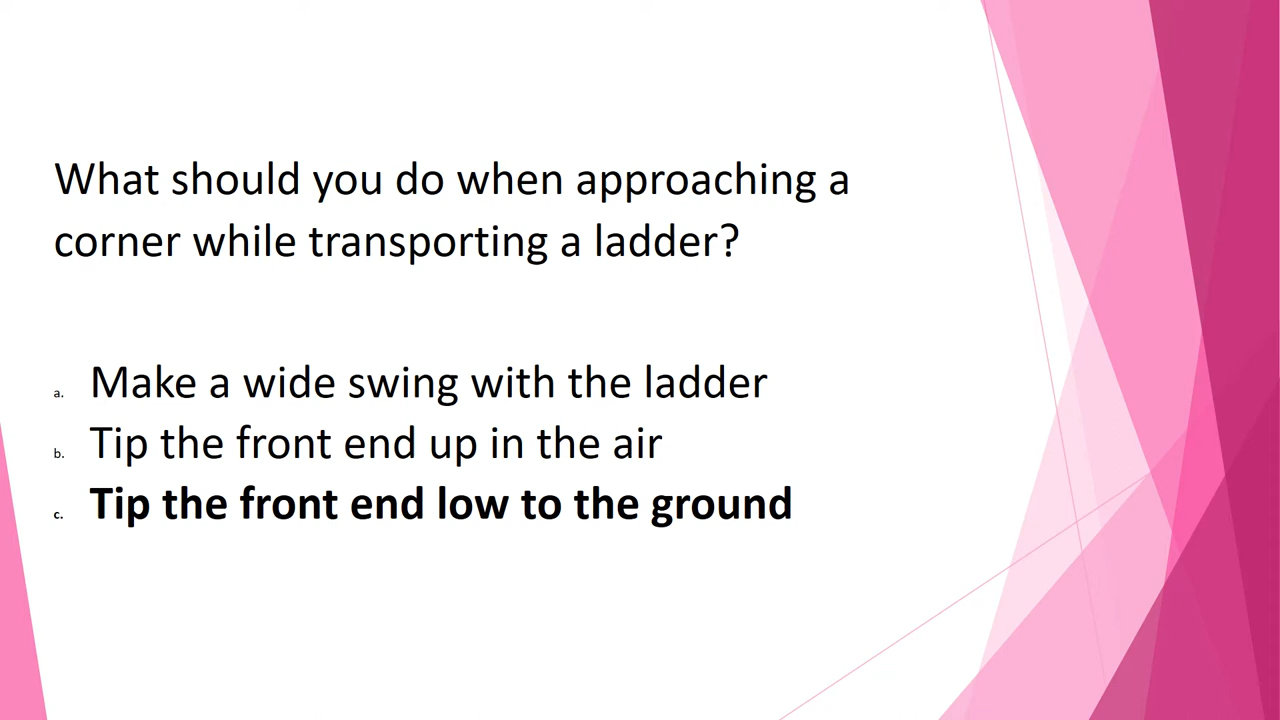 What should you do when approaching a
corner while transporting a ladder?
a. Make a wide swing with the ladder
b. Tip the front end up in the air
c. Tip the front end low to the ground